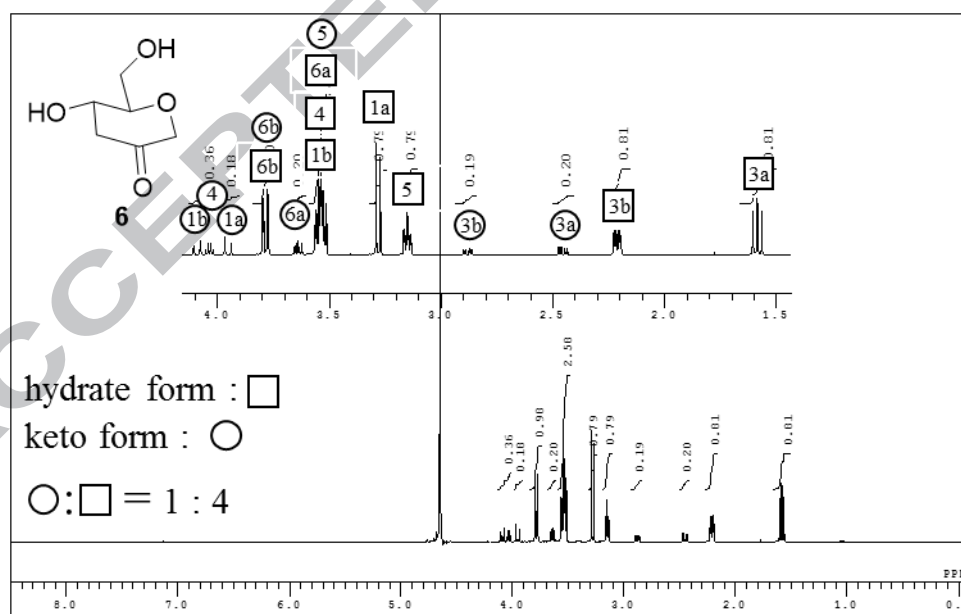 ACCEPTE
OH
HO
O
O
6
5
6a
4
1b
1a
6b
6b
4
1b
1a
6a
5
3b
3a
3b
3a
0.36
0.18
0.20
0.79
0.79
0.19
0.20
0.81
0.81
4.0
3.5
3.0
2.5
2.0
1.5
hydrate form : □
keto form : ○
○:□ = 1 : 4
0.36
0.18
0.90
0.20
2.58
0.79
0.79
0.19
0.20
0.81
0.81
8.0
7.0
6.0
5.0
4.0
3.0
2.0
1.0